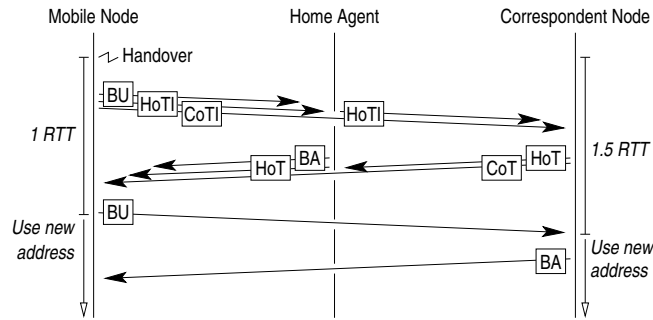 Mobile Node
Home Agent
Correspondent Node
Handover
BU
HoTI
CoTI
HoTI
1 RTT
1.5 RTT
BA
HoT
HoT
CoT
BU
Use new
address
Use new
address
BA